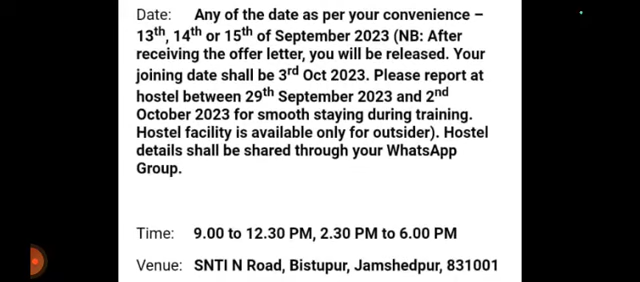 Date: Any of the date as per your convenience –
13th, 14th or 15th of September 2023 (NB: After
receiving the offer letter, you will be released. Your
joining date shall be 3rd Oct 2023. Please report at
hostel between 29th September 2023 and 2nd
October 2023 for smooth staying during training.
Hostel facility is available only for outsider). Hostel
details shall be shared through your WhatsApp
Group.
Time: 9.00 to 12.30 PM, 2.30 PM to 6.00 PM
Venue: SNTI N Road, Bistupur, Jamshedpur, 831001